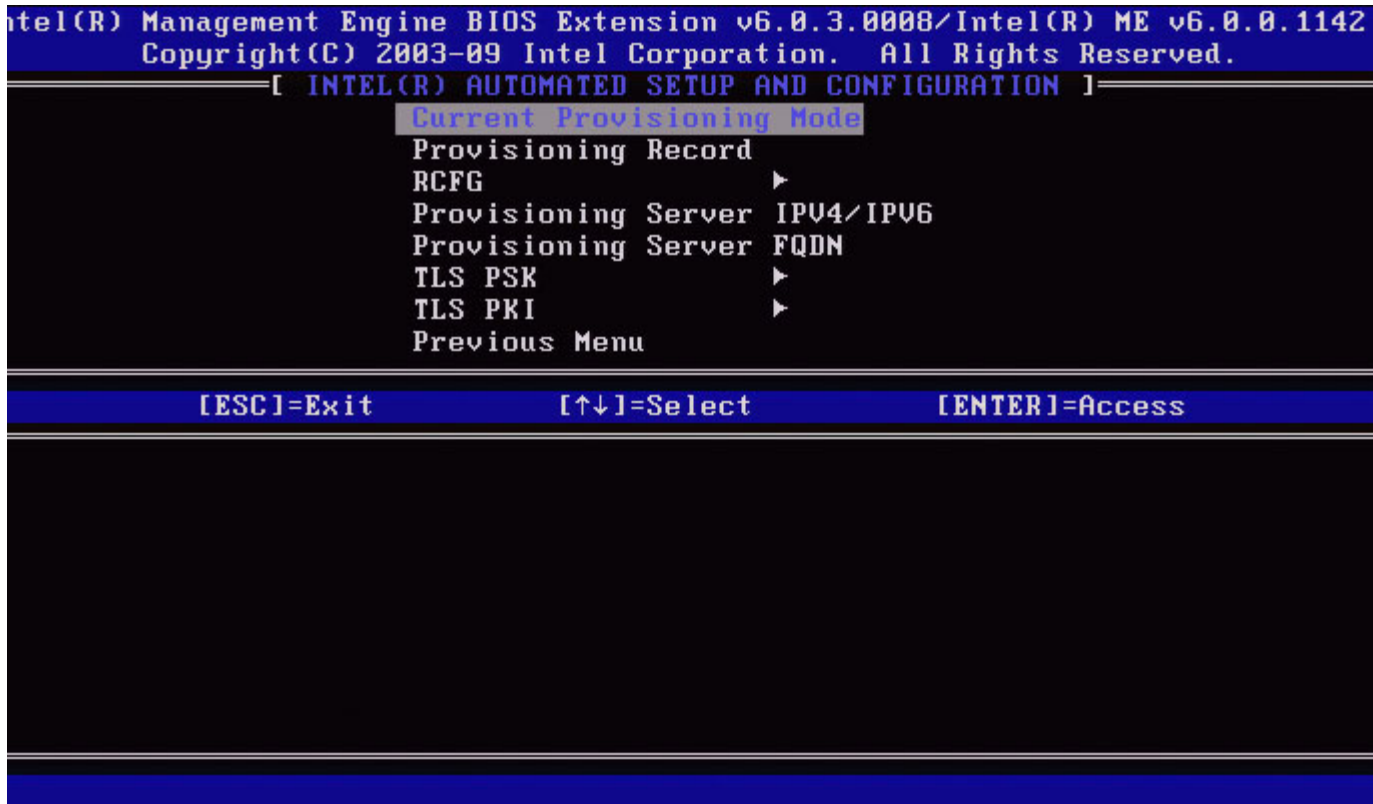 ntel(R) Management Engine BIOS Extension v6.0.3.0008/Intel(R) ME v6.0.0.1142
Copyright(C) 2003-09 Intel Corporation. All Rights Reserved.
[ INTEL(R) AUTOMATED SETUP AND CONFIGURATION ]
Current Provisioning Mode
Provisioning Record
RCFG ►
Provisioning Server IPV4/IPV6
Provisioning Server FQDN
TLS PSK ►
TLS PKI ►
Previous Menu
[ESC]=Exit [↑↓]=Select [ENTER]=Access